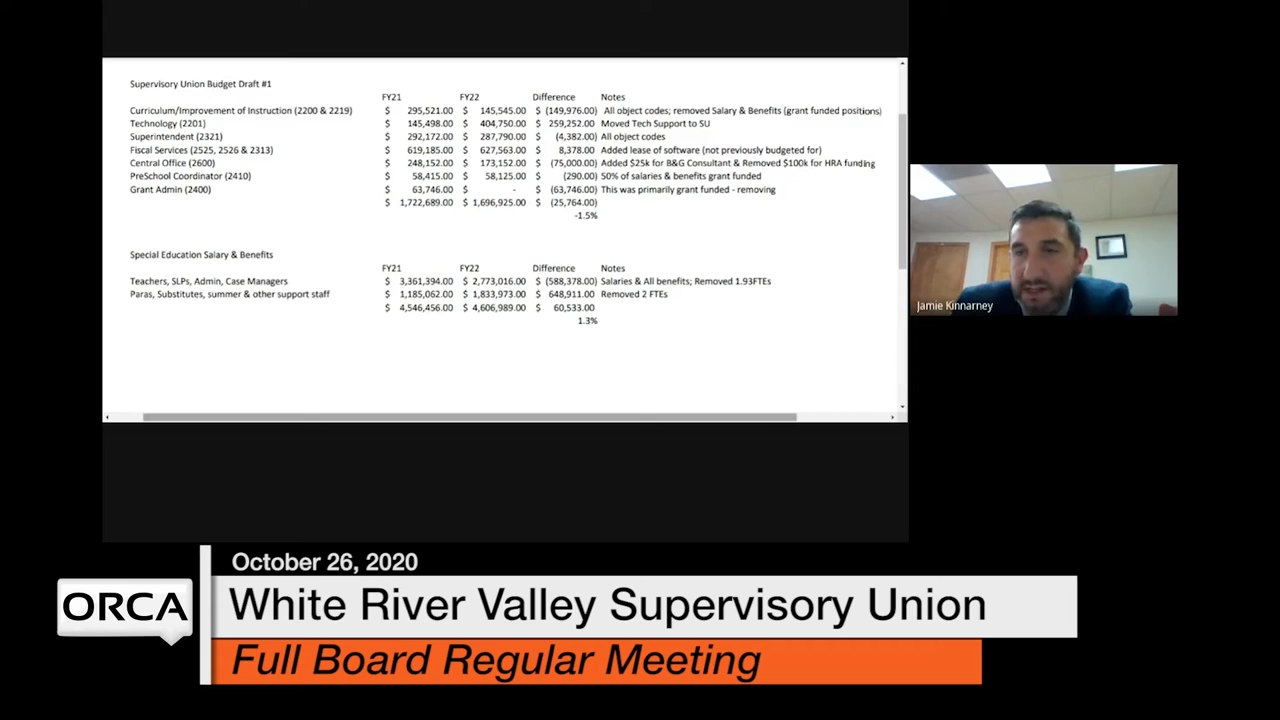 Supervisory Union Budget Draft #1
FY21 FY22 Difference Notes
Curriculum/Improvement of Instruction (2200 & 2219) $ 295,521.00 $ 145,545.00 $ (149,976.00) All object codes; removed Salary & Benefits (grant funded positions)
Technology (2201) $ 145,498.00 $ 404,750.00 $ 259,252.00 Moved Tech Support to SU
Superintendent (2321) $ 292,172.00 $ 287,790.00 $ (4,382.00) All object codes
Fiscal Services (2525, 2526 & 2313) $ 619,185.00 $ 627,563.00 $ 8,378.00 Added lease of software (not previously budgeted for)
Central Office (2600) $ 248,152.00 $ 173,152.00 $ (75,000.00) Added $25k for B&G Consultant & Removed $100k for HRA funding
PreSchool Coordinator (2410) $ 58,415.00 $ 58,125.00 $ (290.00) 50% of salaries & benefits grant funded
Grant Admin (2400) $ 63,746.00 $ - $ (63,746.00) This was primarily grant funded - removing
$ 1,722,689.00 $ 1,696,925.00 $ (25,764.00)
-1.5%
Special Education Salary & Benefits
FY21 FY22 Difference Notes
Teachers, SLPs, Admin, Case Managers $ 3,361,394.00 $ 2,773,016.00 $ (588,378.00) Salaries & All benefits; Removed 1.93FTEs
Paras, Substitutes, summer & other support staff $ 1,185,062.00 $ 1,833,973.00 $ 648,911.00 Removed 2 FTEs
$ 4,546,456.00 $ 4,606,989.00 $ 60,533.00
1.3%
Jamie Kinnarney
October 26, 2020
ORCA
White River Valley Supervisory Union
Full Board Regular Meeting